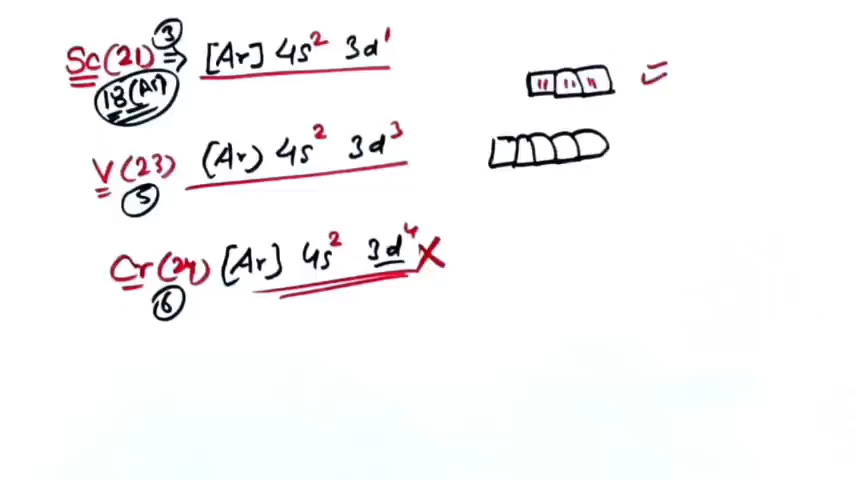 Sc(21) ③ ⇒ [Ar] 4s² 3d¹
18(Ar)
V(23) (Ar) 4s² 3d³
5
Cr(24) [Ar] 4s² 3d⁴ X
6